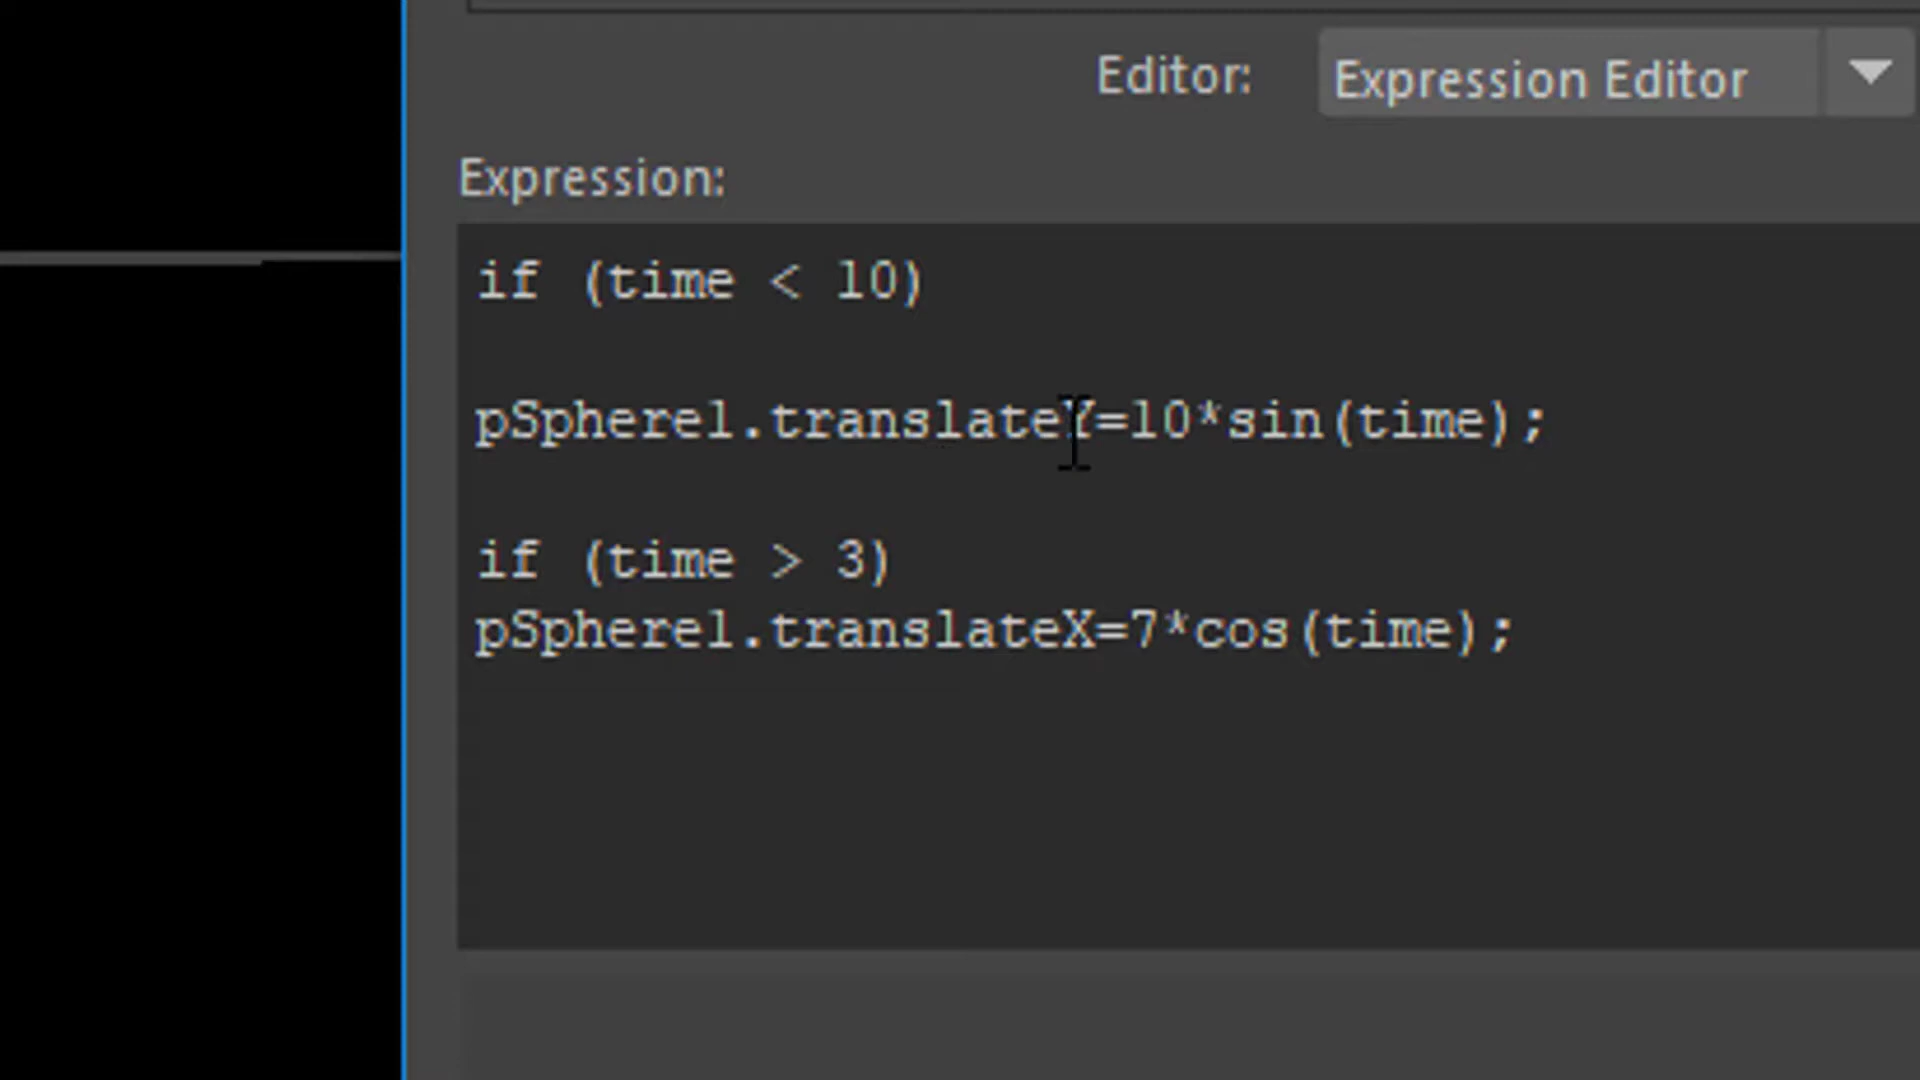 Editor: Expression Editor
Expression:
if (time < 10)
pSphere1.translateY=10*sin(time);
if (time > 3)
pSphere1.translateX=7*cos(time);